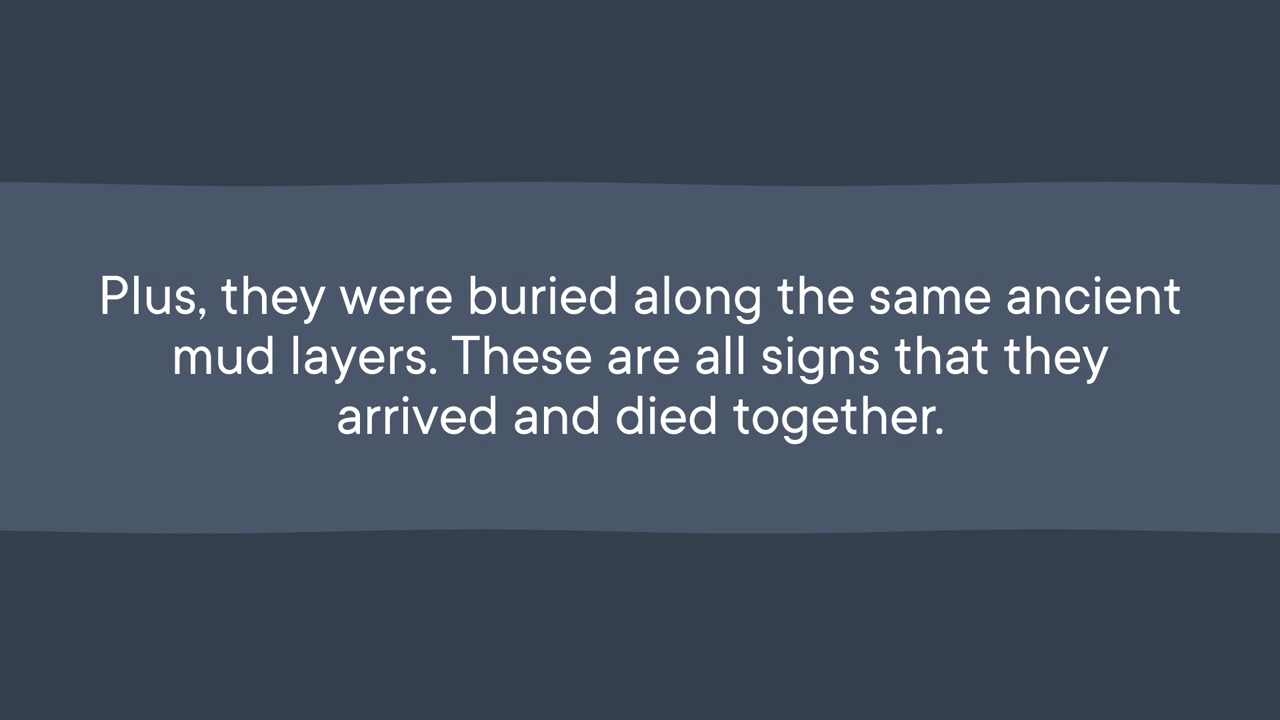 Plus, they were buried along the same ancient
mud layers. These are all signs that they
arrived and died together.